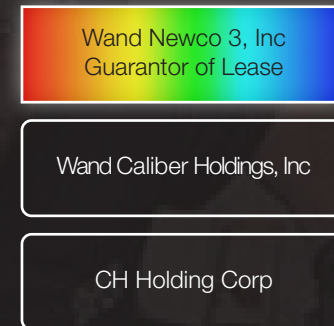 Wand Newco 3, Inc
Guarantor of Lease
Wand Caliber Holdings, Inc
CH Holding Corp